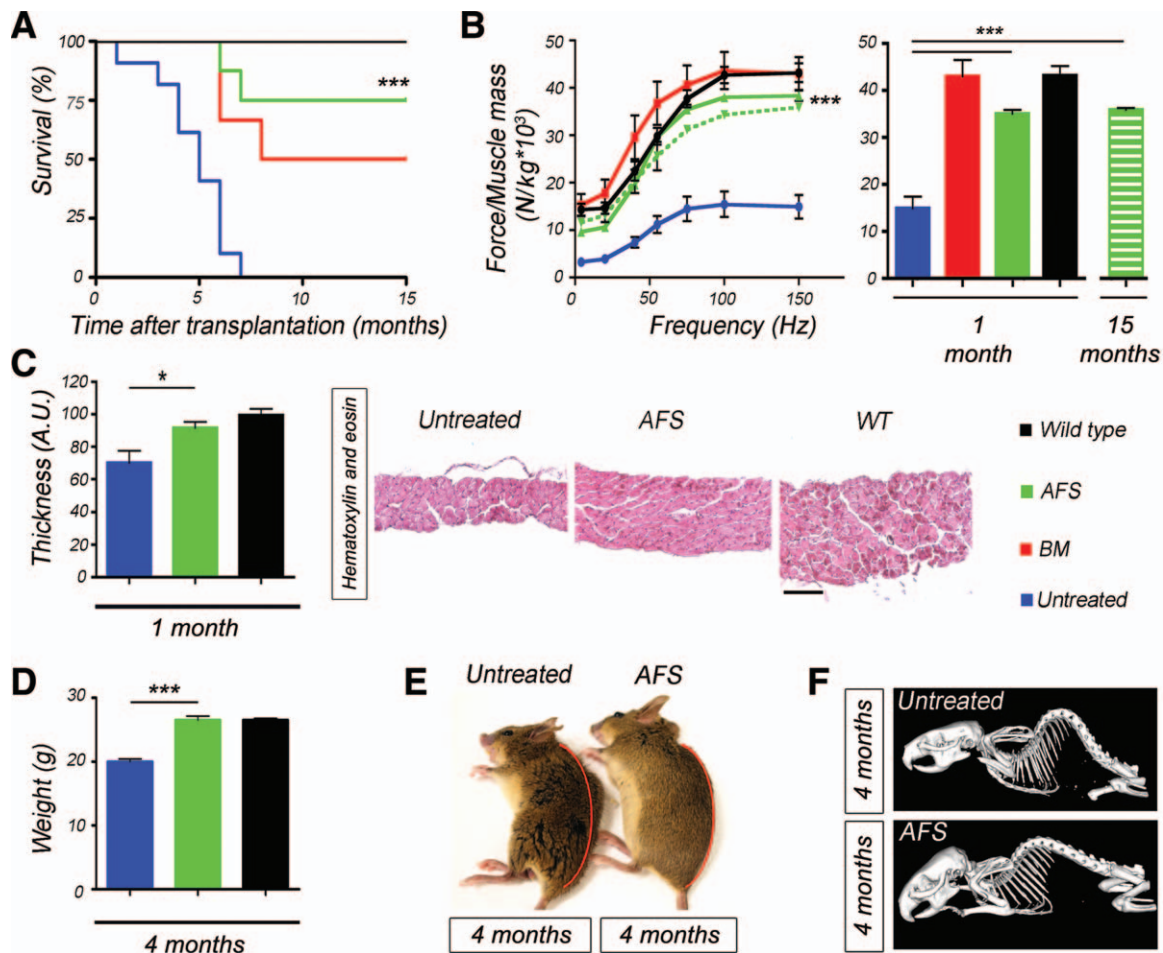 A
Survival (%)
100
75
50
25
0
***
0 5 10 15
Time after transplantation (months)
B
Force/Muscle mass
(N/kg*10³)
50
40
30
20
10
0
***
0 50 100 150
Frequency (Hz)
50
40
30
20
10
0
***
1
month
15
months
C
Thickness (A.U.)
120
100
80
60
40
20
0
*
1 month
Hematoxylin and eosin
Untreated
AFS
WT
Wild type
AFS
BM
Untreated
D
Weight (g)
30
20
10
0
***
4 months
E
Untreated
AFS
4 months
4 months
F
4 months
Untreated
4 months
AFS